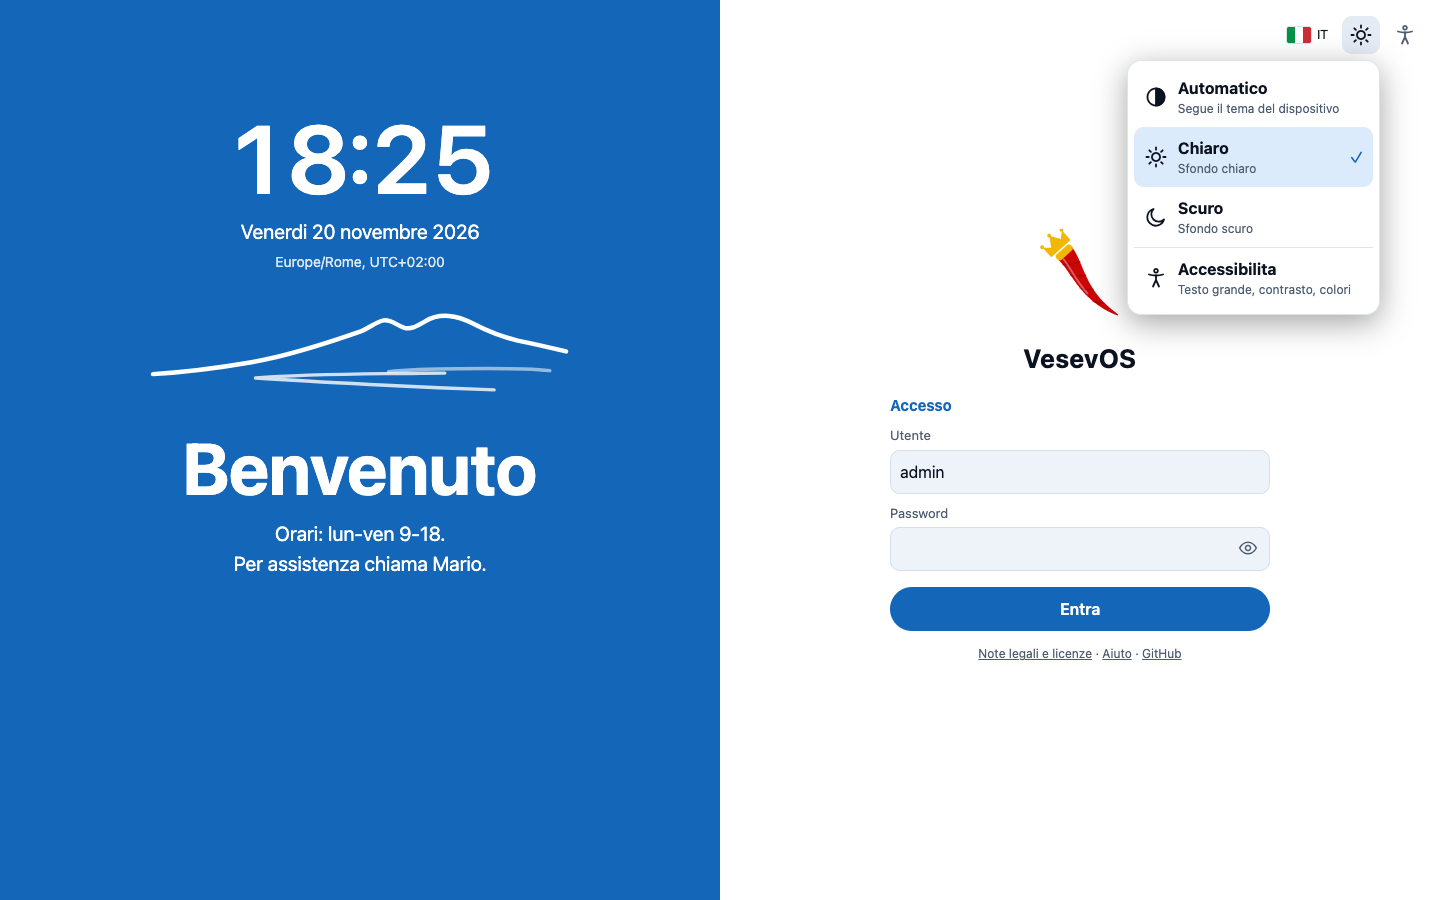 18:25
Venerdi 20 novembre 2026
Europe/Rome, UTC+02:00
Benvenuto
Orari: lun-ven 9-18.
Per assistenza chiama Mario.
IT
Automatico
Segue il tema del dispositivo
Chiaro
Sfondo chiaro
Scuro
Sfondo scuro
Accessibilita
Testo grande, contrasto, colori
VesevOS
Accesso
Utente
admin
Password
Entra
Note legali e licenze · Aiuto · GitHub